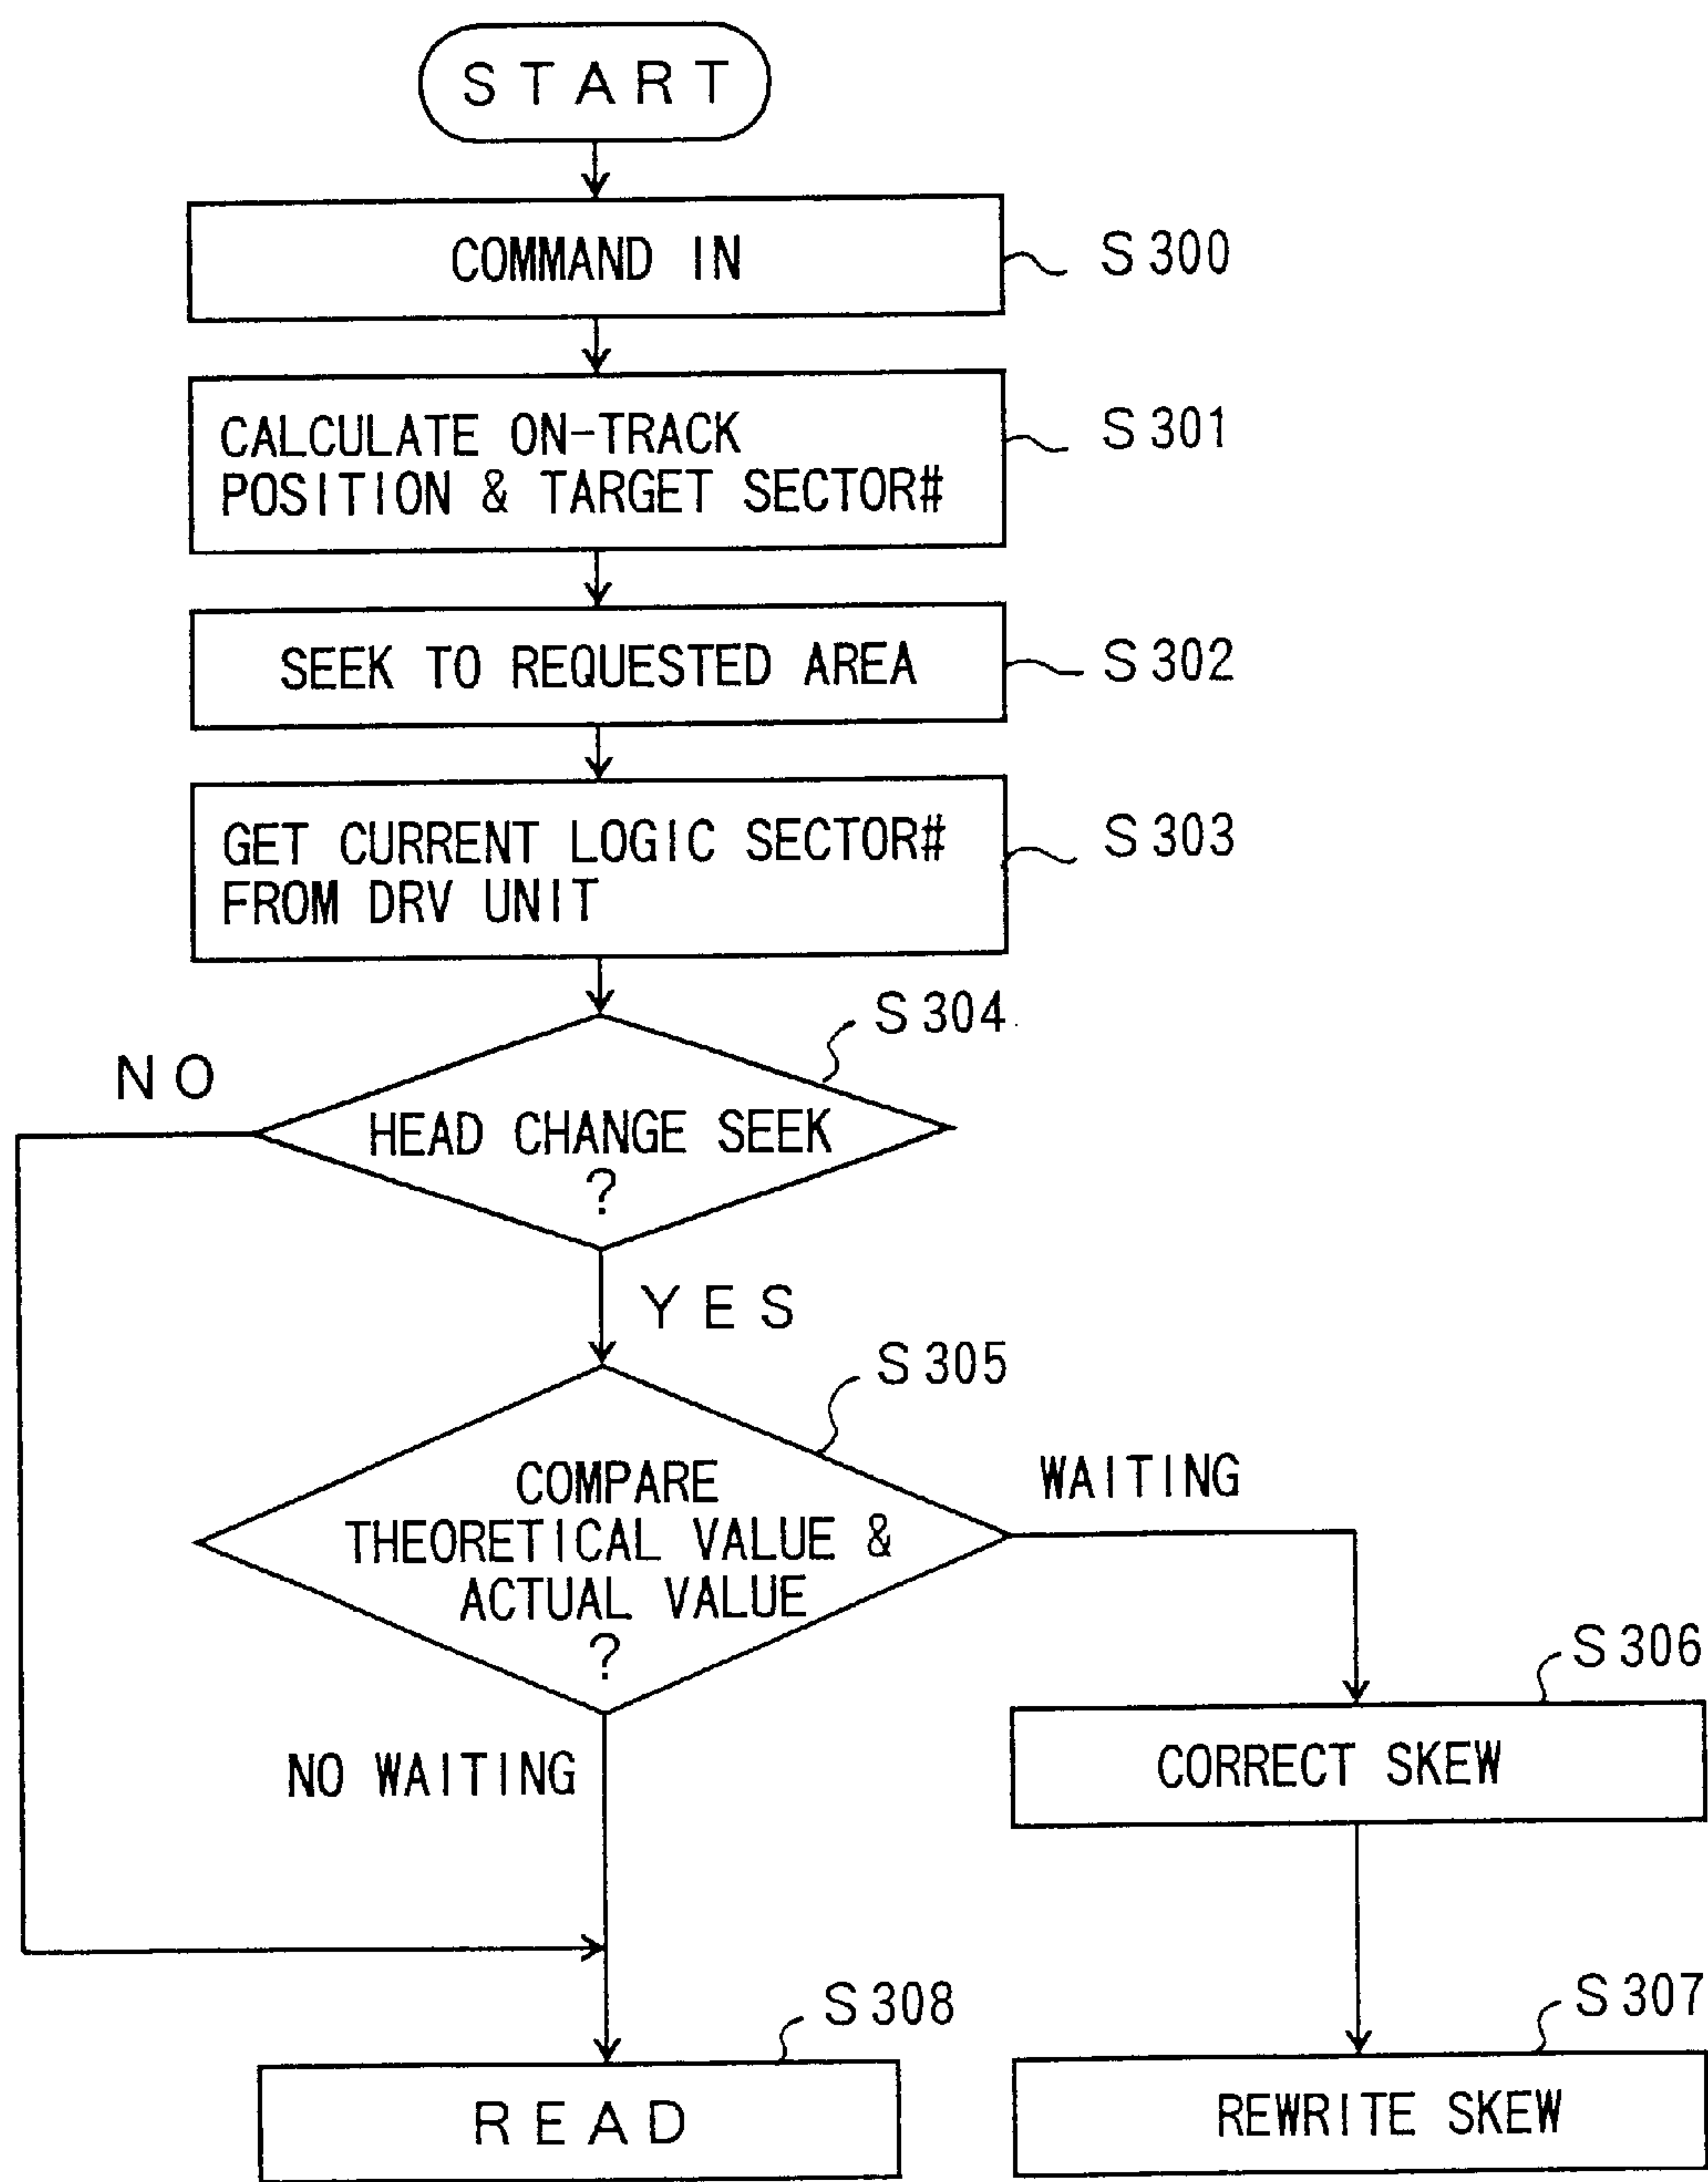 START
COMMAND IN
S300
CALCULATE ON-TRACK
POSITION & TARGET SECTOR#
S301
SEEK TO REQUESTED AREA
S302
GET CURRENT LOGIC SECTOR#
FROM DRV UNIT
S303
S304
NO
HEAD CHANGE SEEK
?
YES
S305
COMPARE
THEORETICAL VALUE &
ACTUAL VALUE
?
WAITING
NO WAITING
S306
CORRECT SKEW
S307
REWRITE SKEW
S308
READ